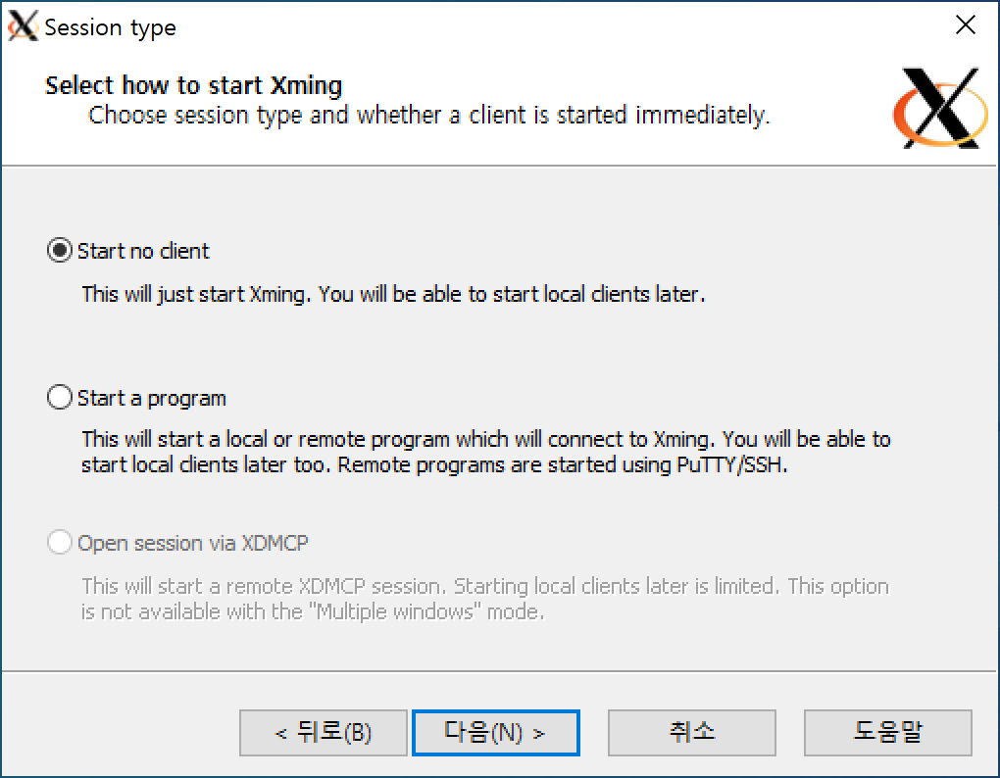 Session type
Select how to start Xming
Choose session type and whether a client is started immediately.
Start no client
This will just start Xming. You will be able to start local clients later.
Start a program
This will start a local or remote program which will connect to Xming. You will be able to
start local clients later too. Remote programs are started using PuTTY/SSH.
Open session via XDMCP
This will start a remote XDMCP session. Starting local clients later is limited. This option
is not available with the "Multiple windows" mode.
< 뒤로(B) 다음(N) > 취소 도움말